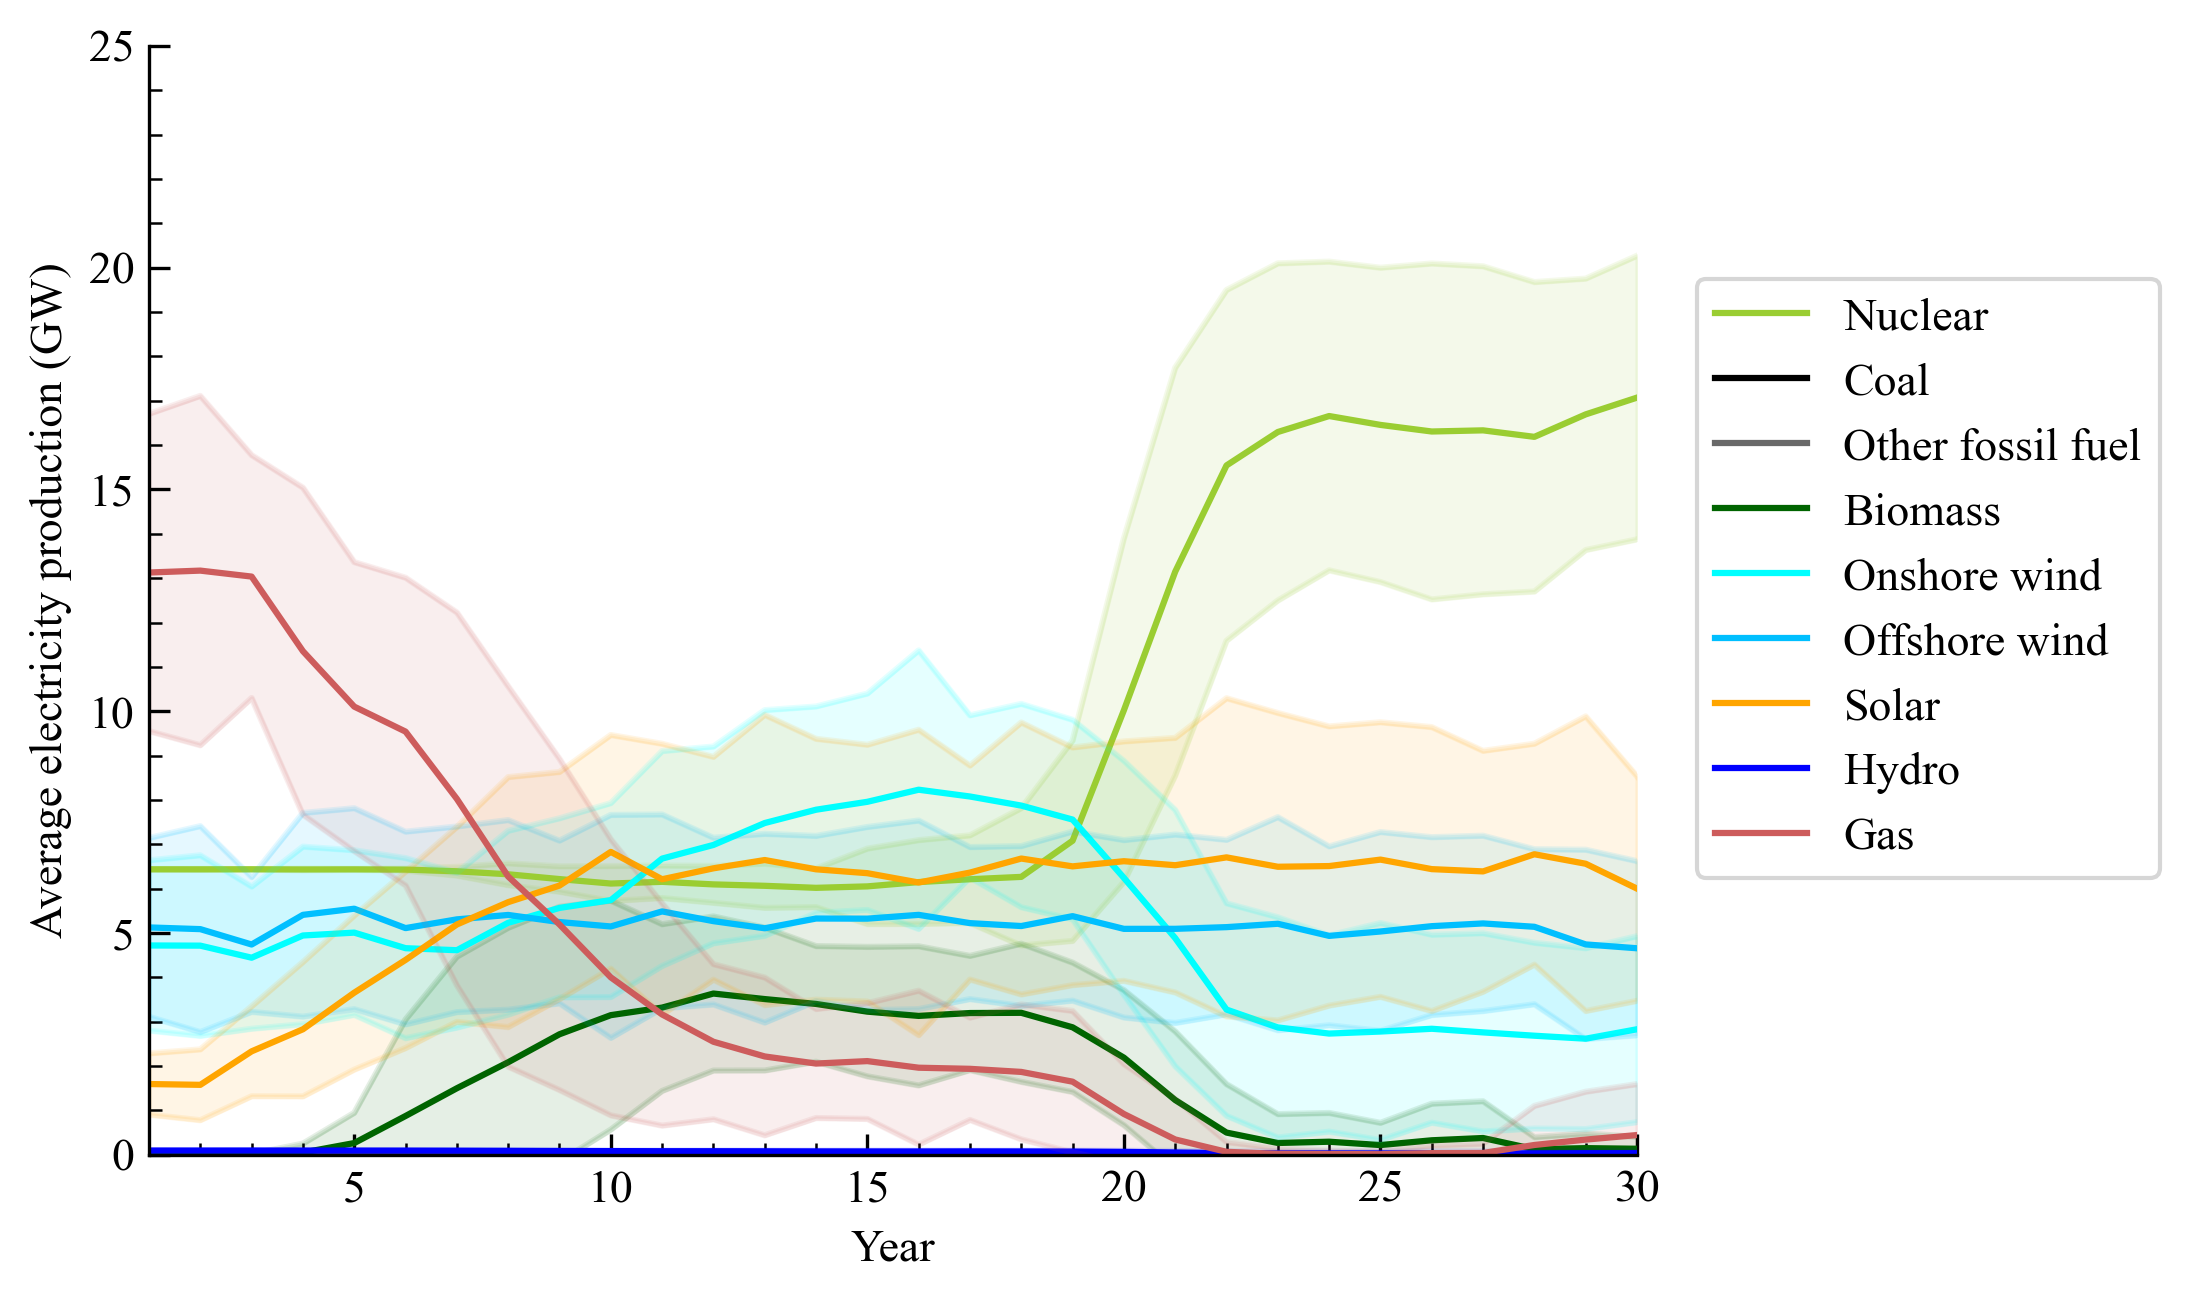 25
20
15
10
5
0
Average electricity production (GW)
5 10 15 20 25 30
Year
Nuclear
Coal
Other fossil fuel
Biomass
Onshore wind
Offshore wind
Solar
Hydro
Gas